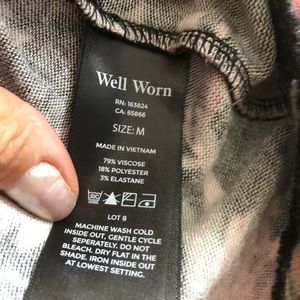 Well Worn
RN: 163824
CA: 65866
SIZE: M
MADE IN VIETNAM
79% VISCOSE
18% POLYESTER
3% ELASTANE
LOT 8
MACHINE WASH COLD
INSIDE OUT, GENTLE CYCLE
SEPERATELY. DO NOT
BLEACH. DRY FLAT IN THE
SHADE. IRON INSIDE OUT
AT LOWEST SETTING.